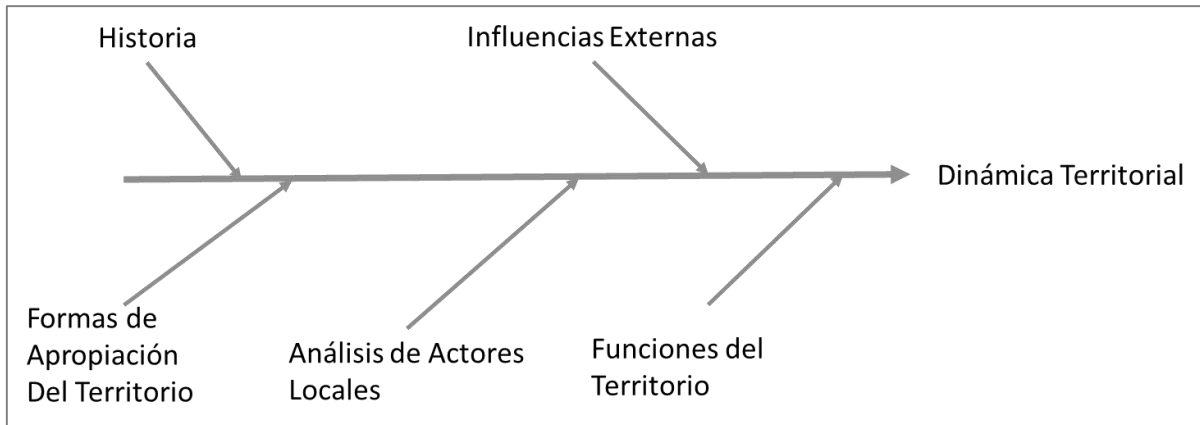 Historia
Influencias Externas
Dinámica Territorial
Formas de
Apropiación
Del Territorio
Análisis de Actores
Locales
Funciones del
Territorio